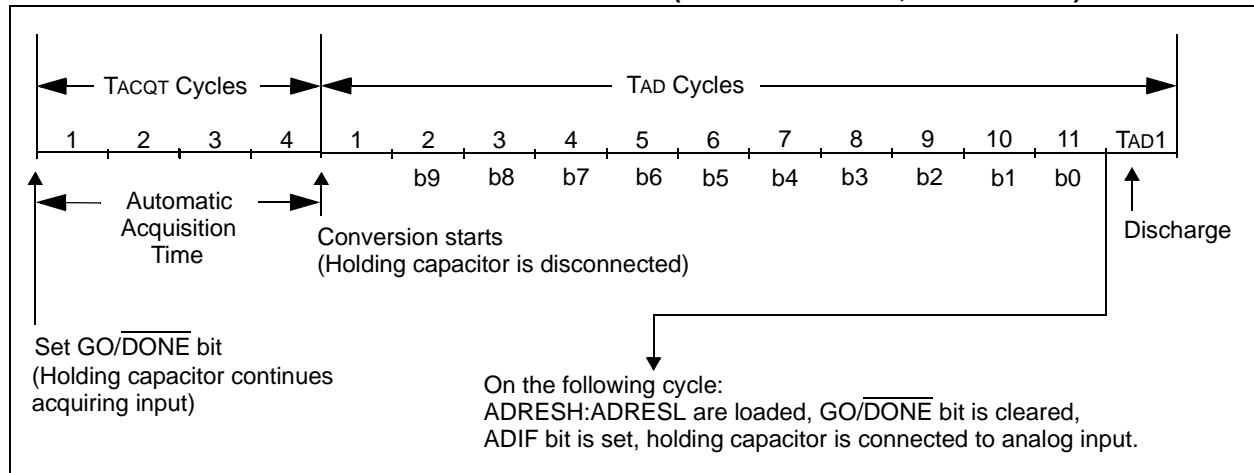 TACQT Cycles
TAD Cycles
1 2 3 4 1 2 3 4 5 6 7 8 9 10 11 TAD1
b9 b8 b7 b6 b5 b4 b3 b2 b1 b0
Automatic
Acquisition
Time
Conversion starts
(Holding capacitor is disconnected)
Discharge
Set GO/DONE bit
(Holding capacitor continues
acquiring input)
On the following cycle:
ADRESH:ADRESL are loaded, GO/DONE bit is cleared,
ADIF bit is set, holding capacitor is connected to analog input.